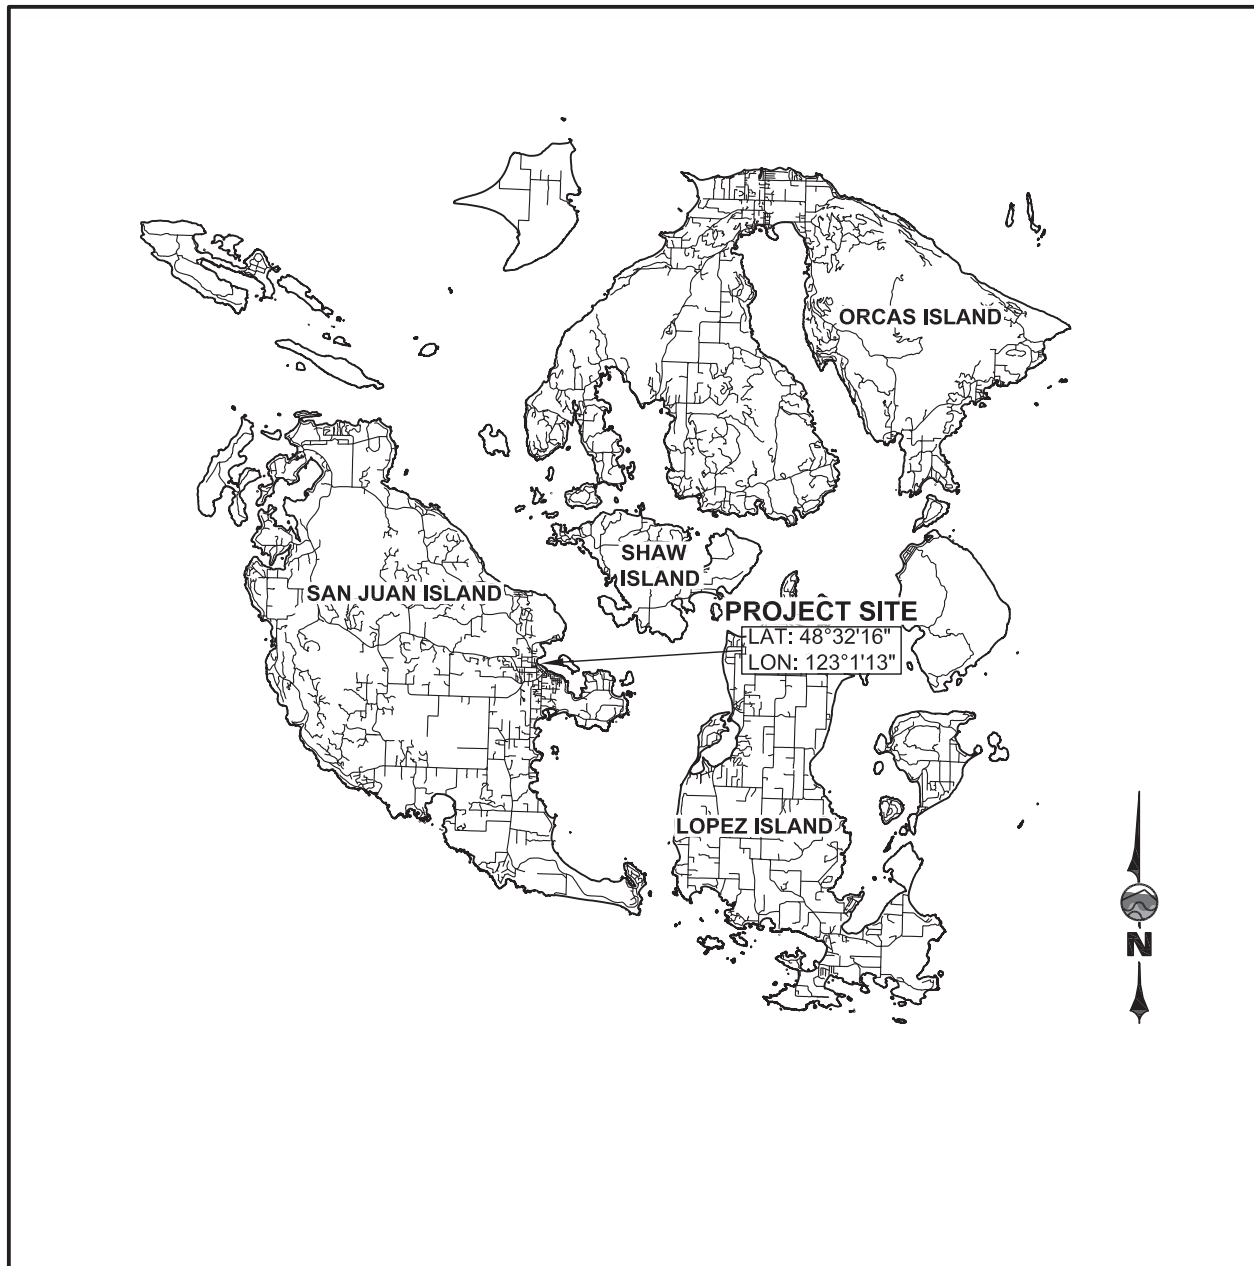 ORCAS ISLAND
SHAW
ISLAND
SAN JUAN ISLAND
PROJECT SITE
LAT: 48°32'16"
LON: 123°1'13"
LOPEZ ISLAND
N